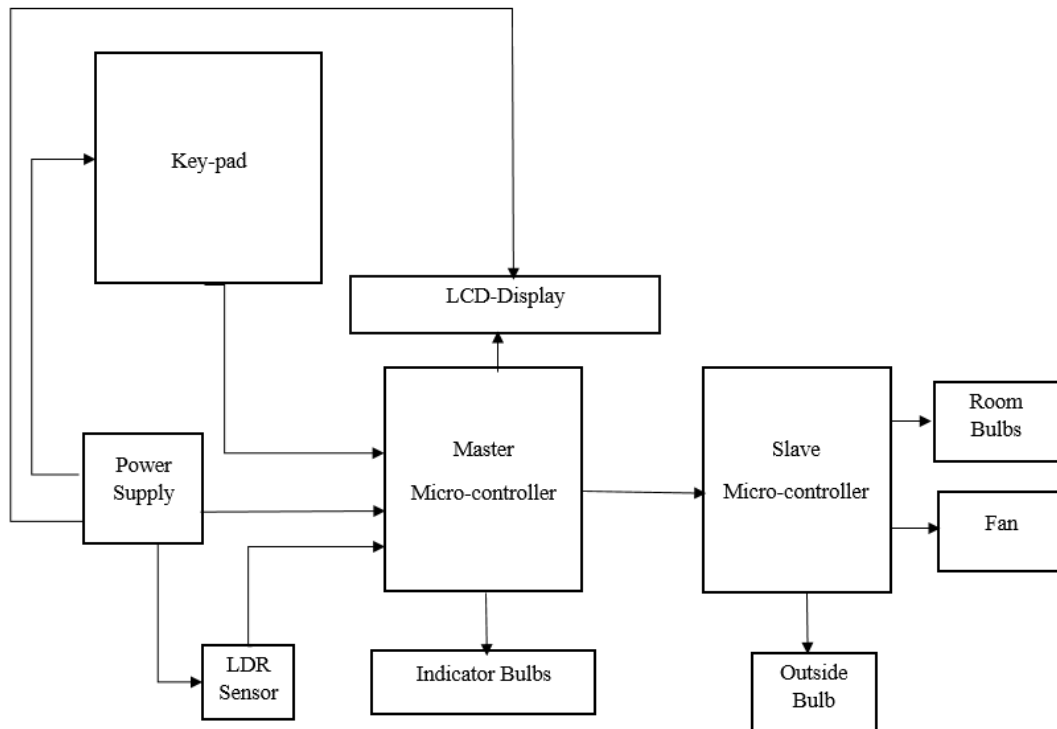 Key-pad
LCD-Display
Power
Supply
Master
Micro-controller
Slave
Micro-controller
Room
Bulbs
Fan
LDR
Sensor
Indicator Bulbs
Outside
Bulb